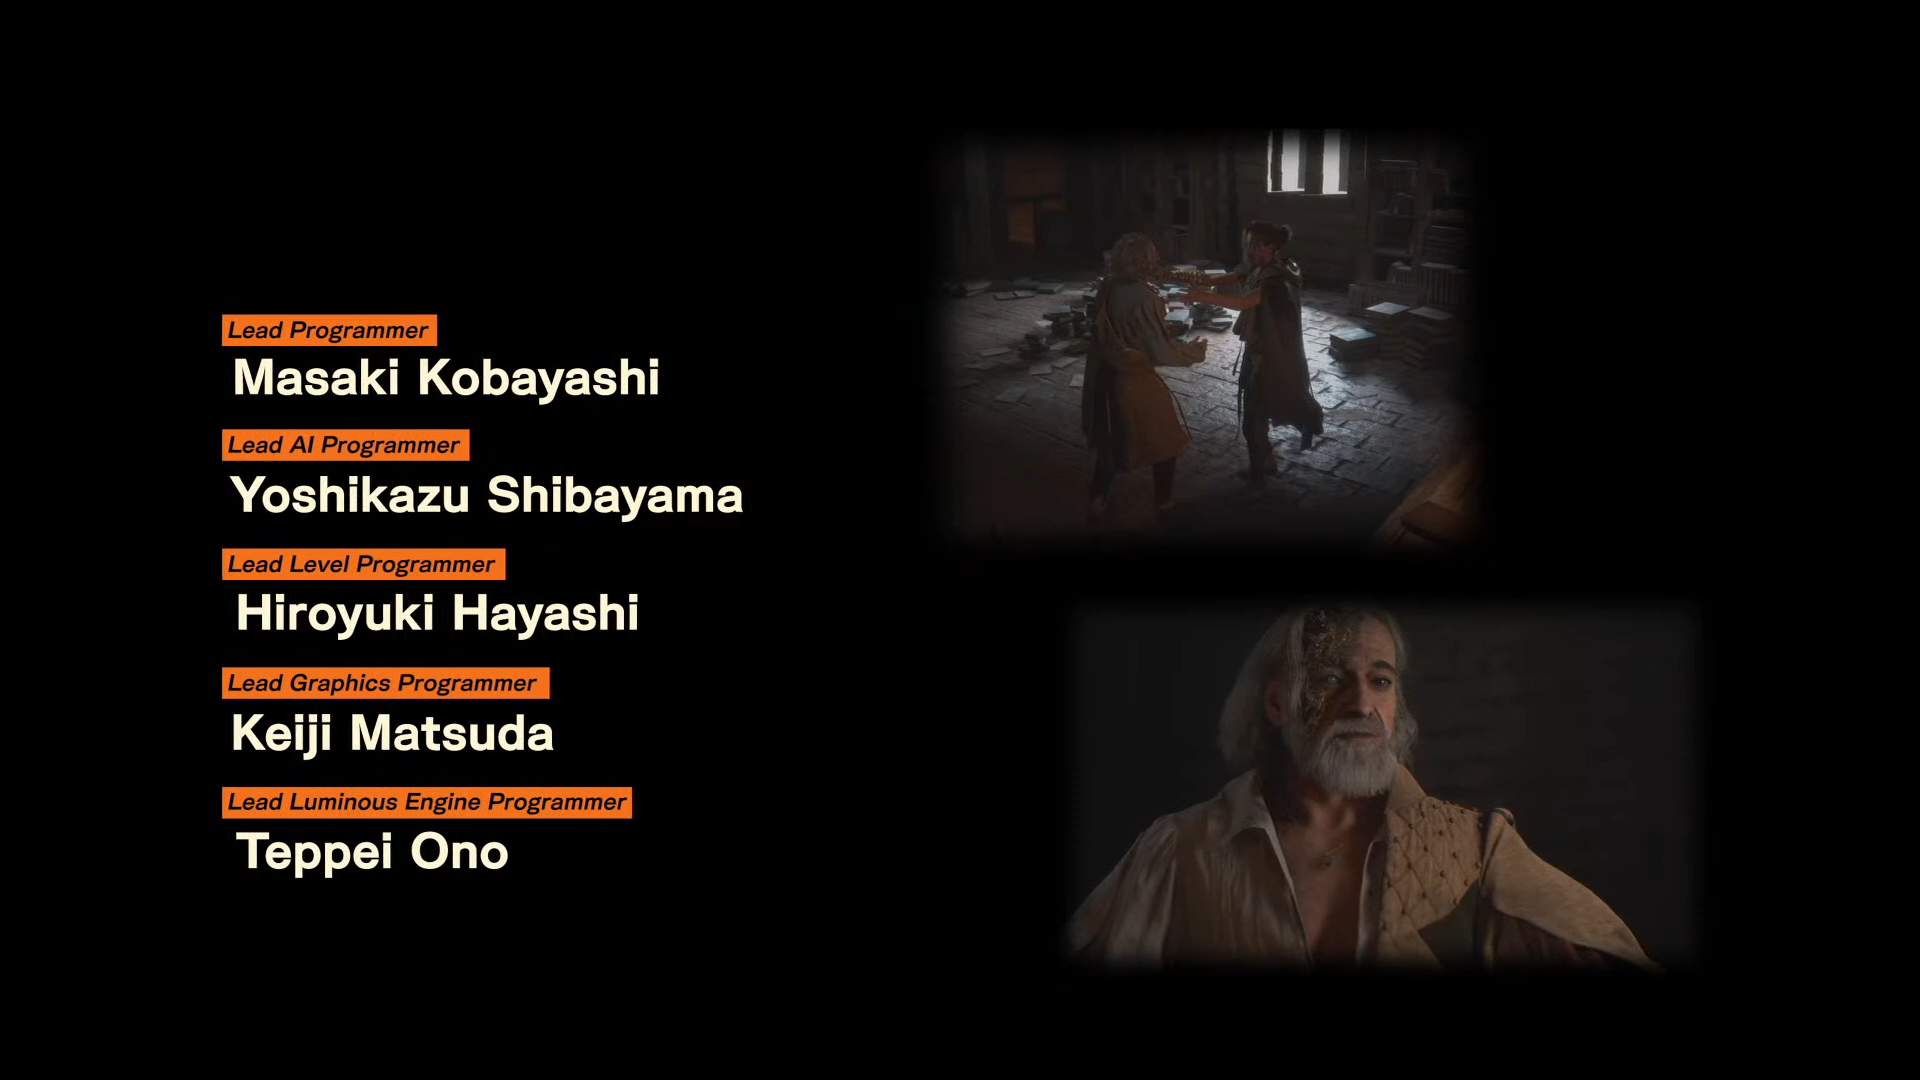 Lead Programmer
Masaki Kobayashi
Lead AI Programmer
Yoshikazu Shibayama
Lead Level Programmer
Hiroyuki Hayashi
Lead Graphics Programmer
Keiji Matsuda
Lead Luminous Engine Programmer
Teppei Ono